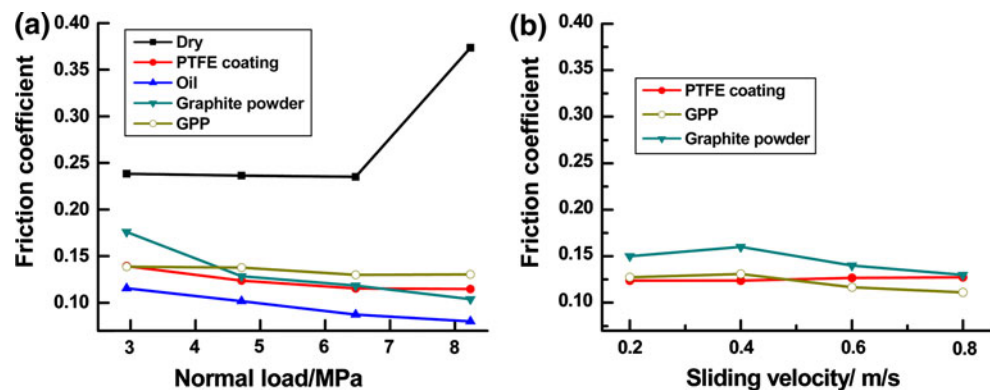 (a)
Friction coefficient
0.40
0.35
0.30
0.25
0.20
0.15
0.10
Dry
PTFE coating
Oil
Graphite powder
GPP
3 4 5 6 7 8
Normal load/MPa
(b)
Friction coefficient
0.40
0.35
0.30
0.25
0.20
0.15
0.10
PTFE coating
GPP
Graphite powder
0.2 0.4 0.6 0.8
Sliding velocity/ m/s